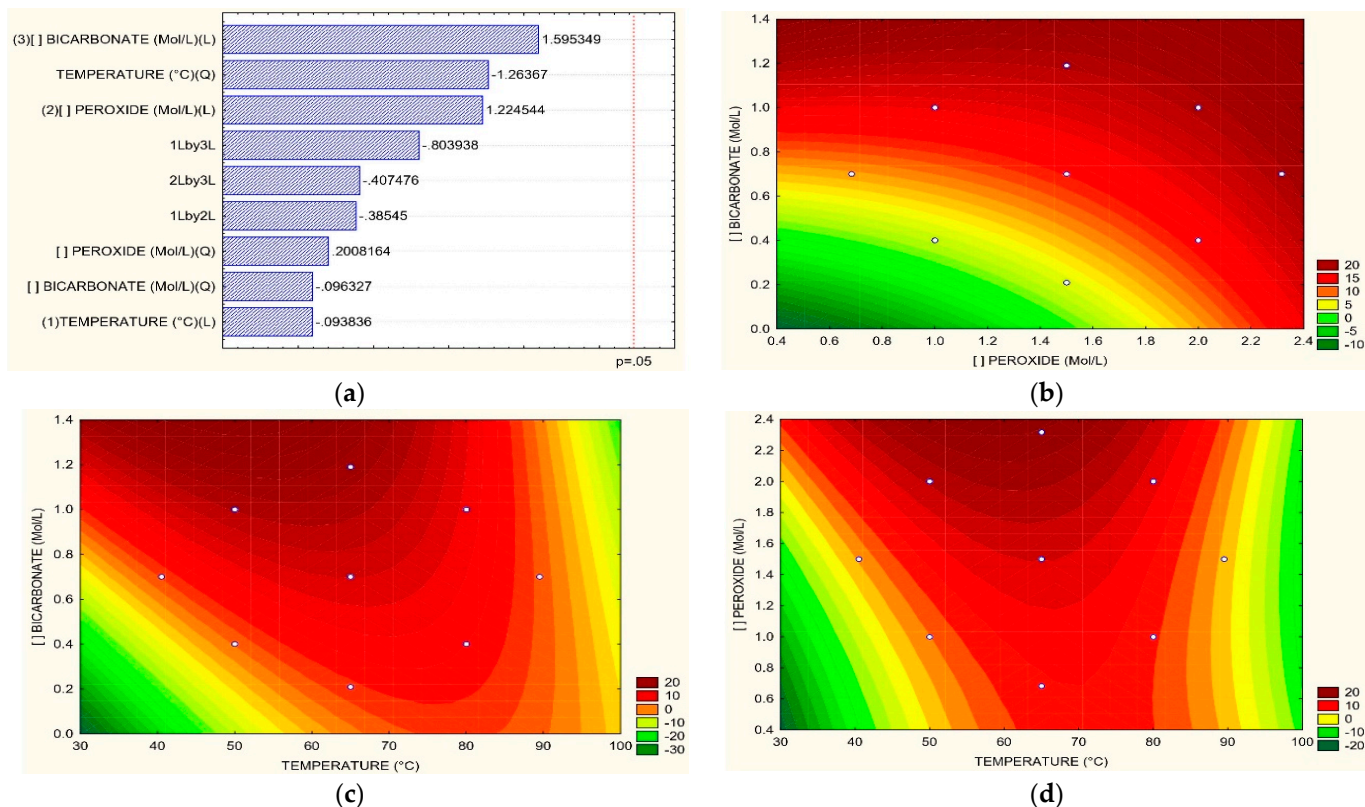 (3)[ ] BICARBONATE (Mol/L)(L)
1.595349
TEMPERATURE (°C)(Q)
-1.26367
(2)[ ] PEROXIDE (Mol/L)(L)
1.224544
1Lby3L
-.803938
2Lby3L
-.407476
1Lby2L
-.38545
[ ] PEROXIDE (Mol/L)(Q)
.2008164
[ ] BICARBONATE (Mol/L)(Q)
-.096327
(1)TEMPERATURE (°C)(L)
-.093836
p=.05
(a)
[ ] BICARBONATE (Mol/L)
1.4
1.2
1.0
0.8
0.6
0.4
0.2
0.0
0.4 0.6 0.8 1.0 1.2 1.4 1.6 1.8 2.0 2.2 2.4
[ ] PEROXIDE (Mol/L)
20
15
10
5
0
-5
-10
(b)
[ ] BICARBONATE (Mol/L)
1.4
1.2
1.0
0.8
0.6
0.4
0.2
0.0
30 40 50 60 70 80 90 100
TEMPERATURE (°C)
20
10
0
-10
-20
-30
(c)
[ ] PEROXIDE (Mol/L)
2.4
2.2
2.0
1.8
1.6
1.4
1.2
1.0
0.8
0.6
0.4
30 40 50 60 70 80 90 100
TEMPERATURE (°C)
20
10
0
-10
-20
(d)